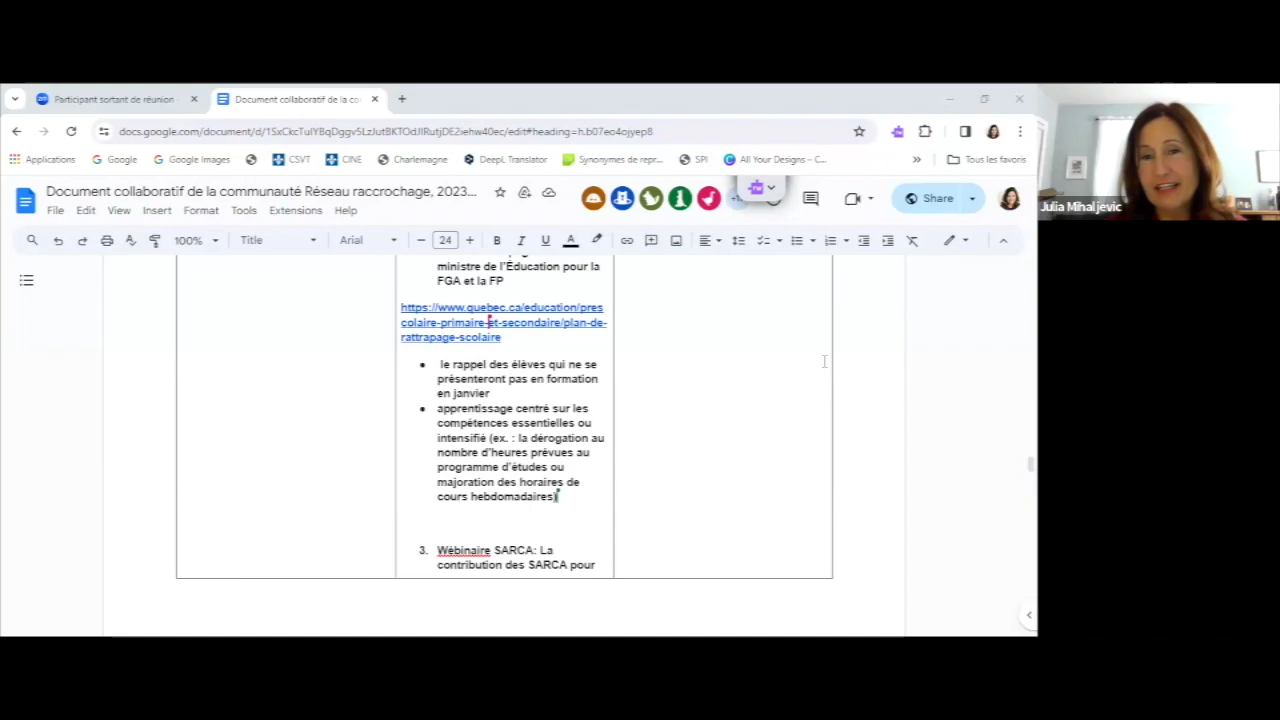 Participant sortant de réunion
Document collaboratif de la co
docs.google.com/document/d/1SxCkcTulYBqDggv5LzJutBKTOdJIRutjDE2iehw40ec/edit#heading=h.b07eo4ojyep8
Applications
Google
Google Images
CSVT
CINE
Charlemagne
DeepL Translator
Synonymes de repr...
SPI
All Your Designs – C...
»
Tous les favoris
Document collaboratif de la communauté Réseau raccrochage, 2023...
File Edit View Insert Format Tools Extensions Help
Share
100% Title Arial 24 B I U A
ministre de l'Éducation pour la
FGA et la FP
https://www.quebec.ca/education/pres
colaire-primaire-et-secondaire/plan-de-
rattrapage-scolaire
• le rappel des élèves qui ne se
présenteront pas en formation
en janvier
• apprentissage centré sur les
compétences essentielles ou
intensifié (ex. : la dérogation au
nombre d'heures prévues au
programme d'études ou
majoration des horaires de
cours hebdomadaires)
3. Wébinaire SARCA: La
contribution des SARCA pour
Julia Mihaljevic